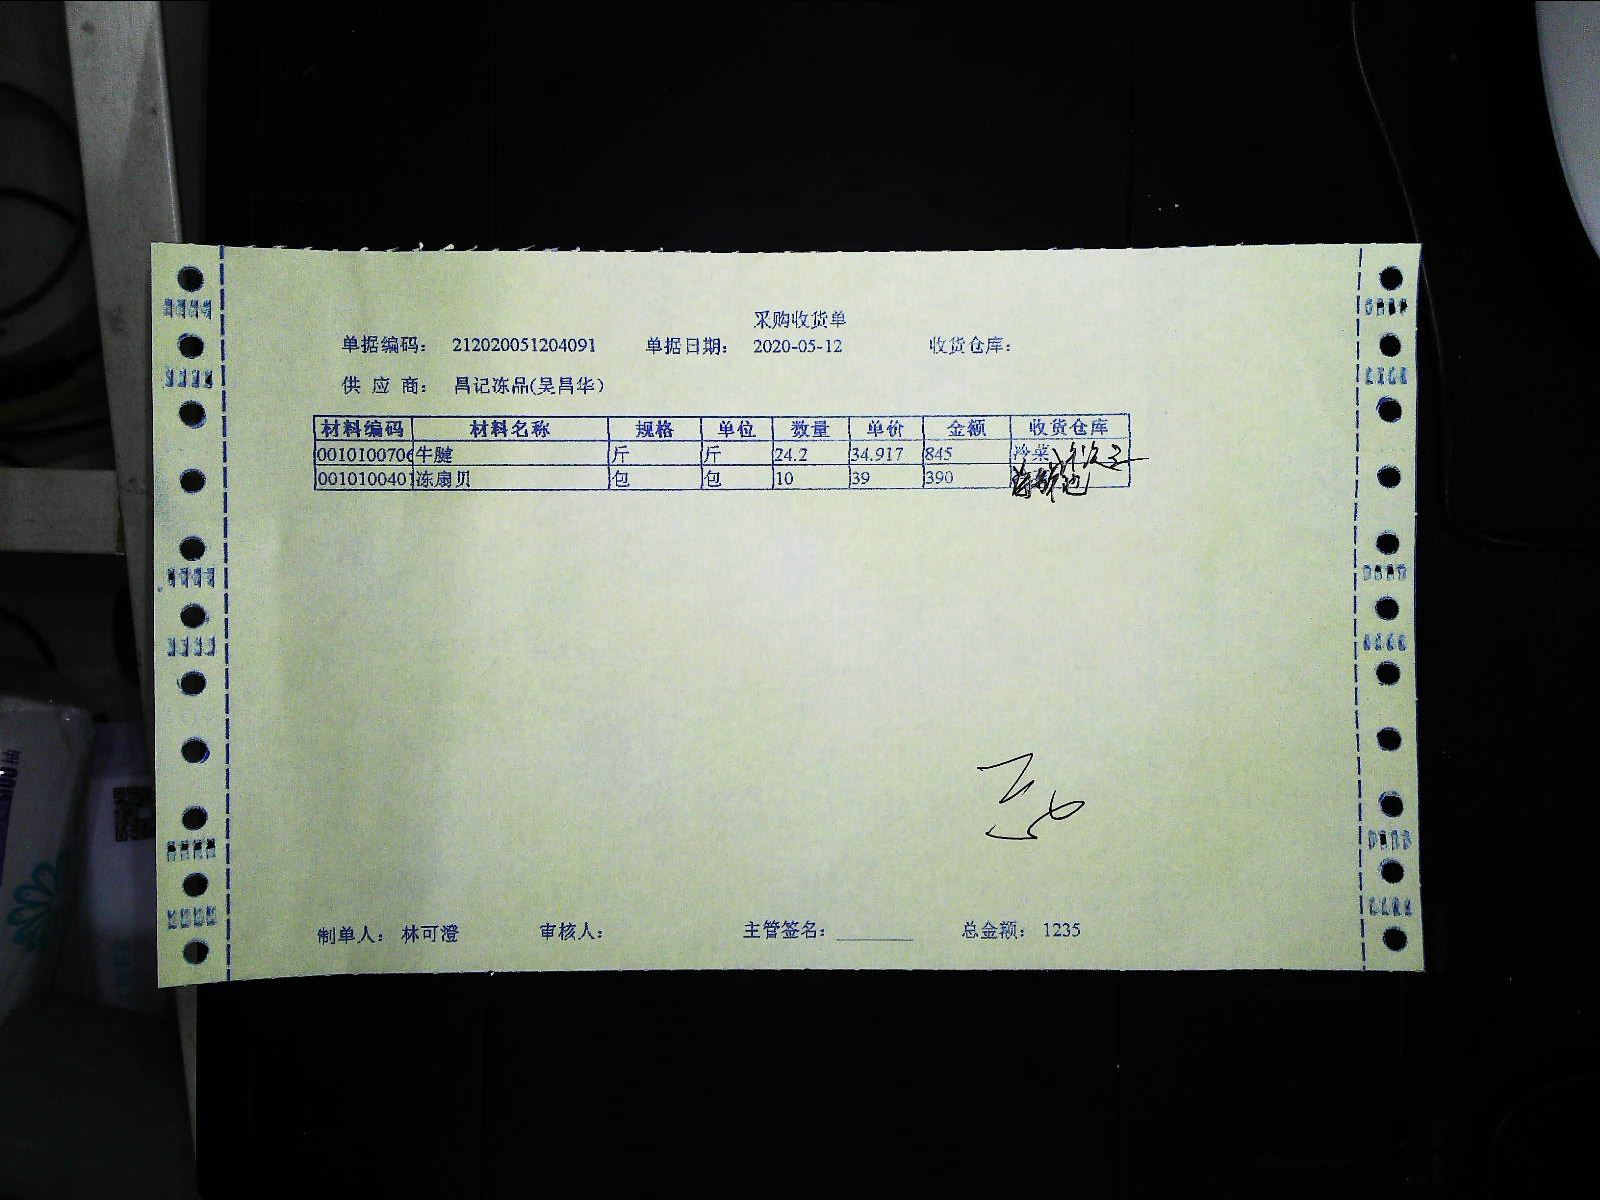 采购收货单
单据编码： 212020051204091 单据日期： 2020-05-12 收货仓库：
供 应 商： 昌记冻品(吴昌华)
材料编码 材料名称 规格 单位 数量 单价 金额 收货仓库
0010100706 牛腱 斤 斤 24.2 34.917 845 冷菜
0010100401 冻扇贝 包 包 10 39 390
制单人： 林可澄 审核人： 主管签名：________ 总金额： 1235